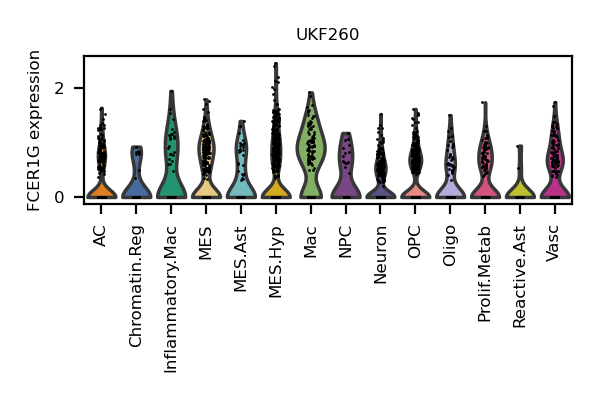 UKF260
FCER1G expression
2
0
AC
Chromatin.Reg
Inflammatory.Mac
MES
MES.Ast
MES.Hyp
Mac
NPC
Neuron
OPC
Oligo
Prolif.Metab
Reactive.Ast
Vasc